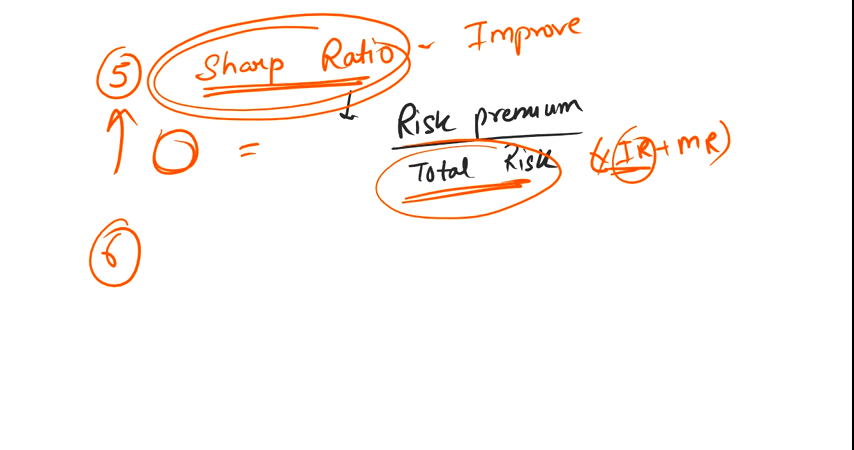 5 Sharp Ratio - Improve
↓
↑ O = Risk premium
Total Risk (↓IR + MR)
6